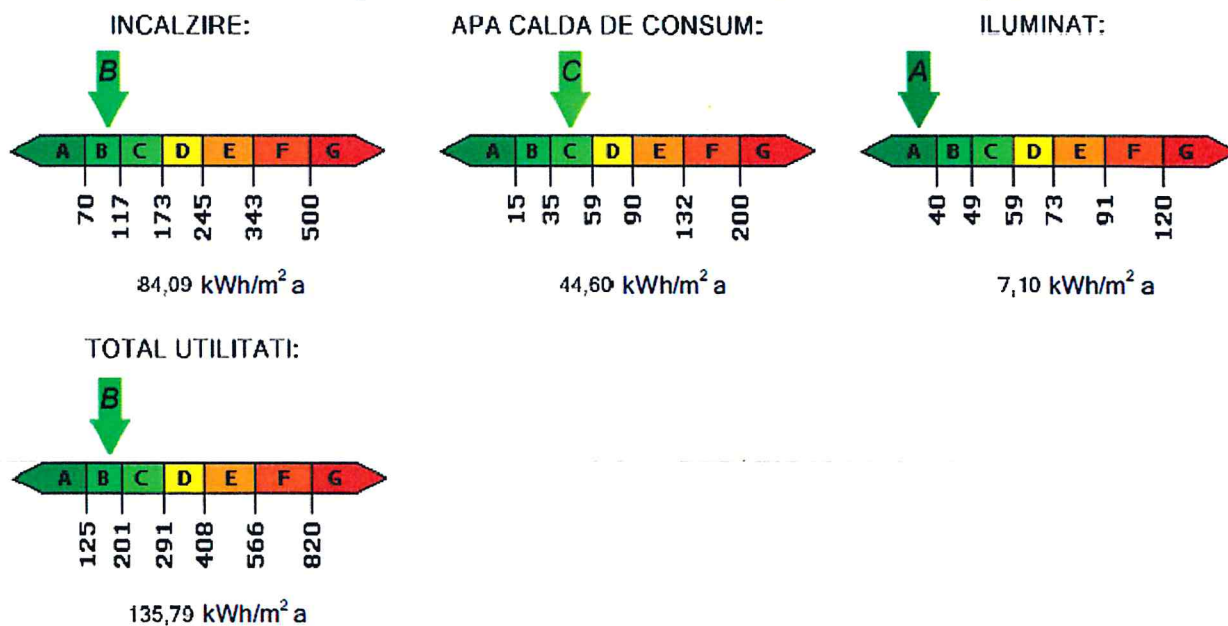 INCALZIRE:
B
A B C D E F G
70 117 173 245 343 500
84,09 kWh/m² a
APA CALDA DE CONSUM:
C
A B C D E F G
15 35 59 90 132 200
44,60 kWh/m² a
ILUMINAT:
A
A B C D E F G
40 49 59 73 91 120
7,10 kWh/m² a
TOTAL UTILITATI:
B
A B C D E F G
125 201 291 408 566 820
135,79 kWh/m² a